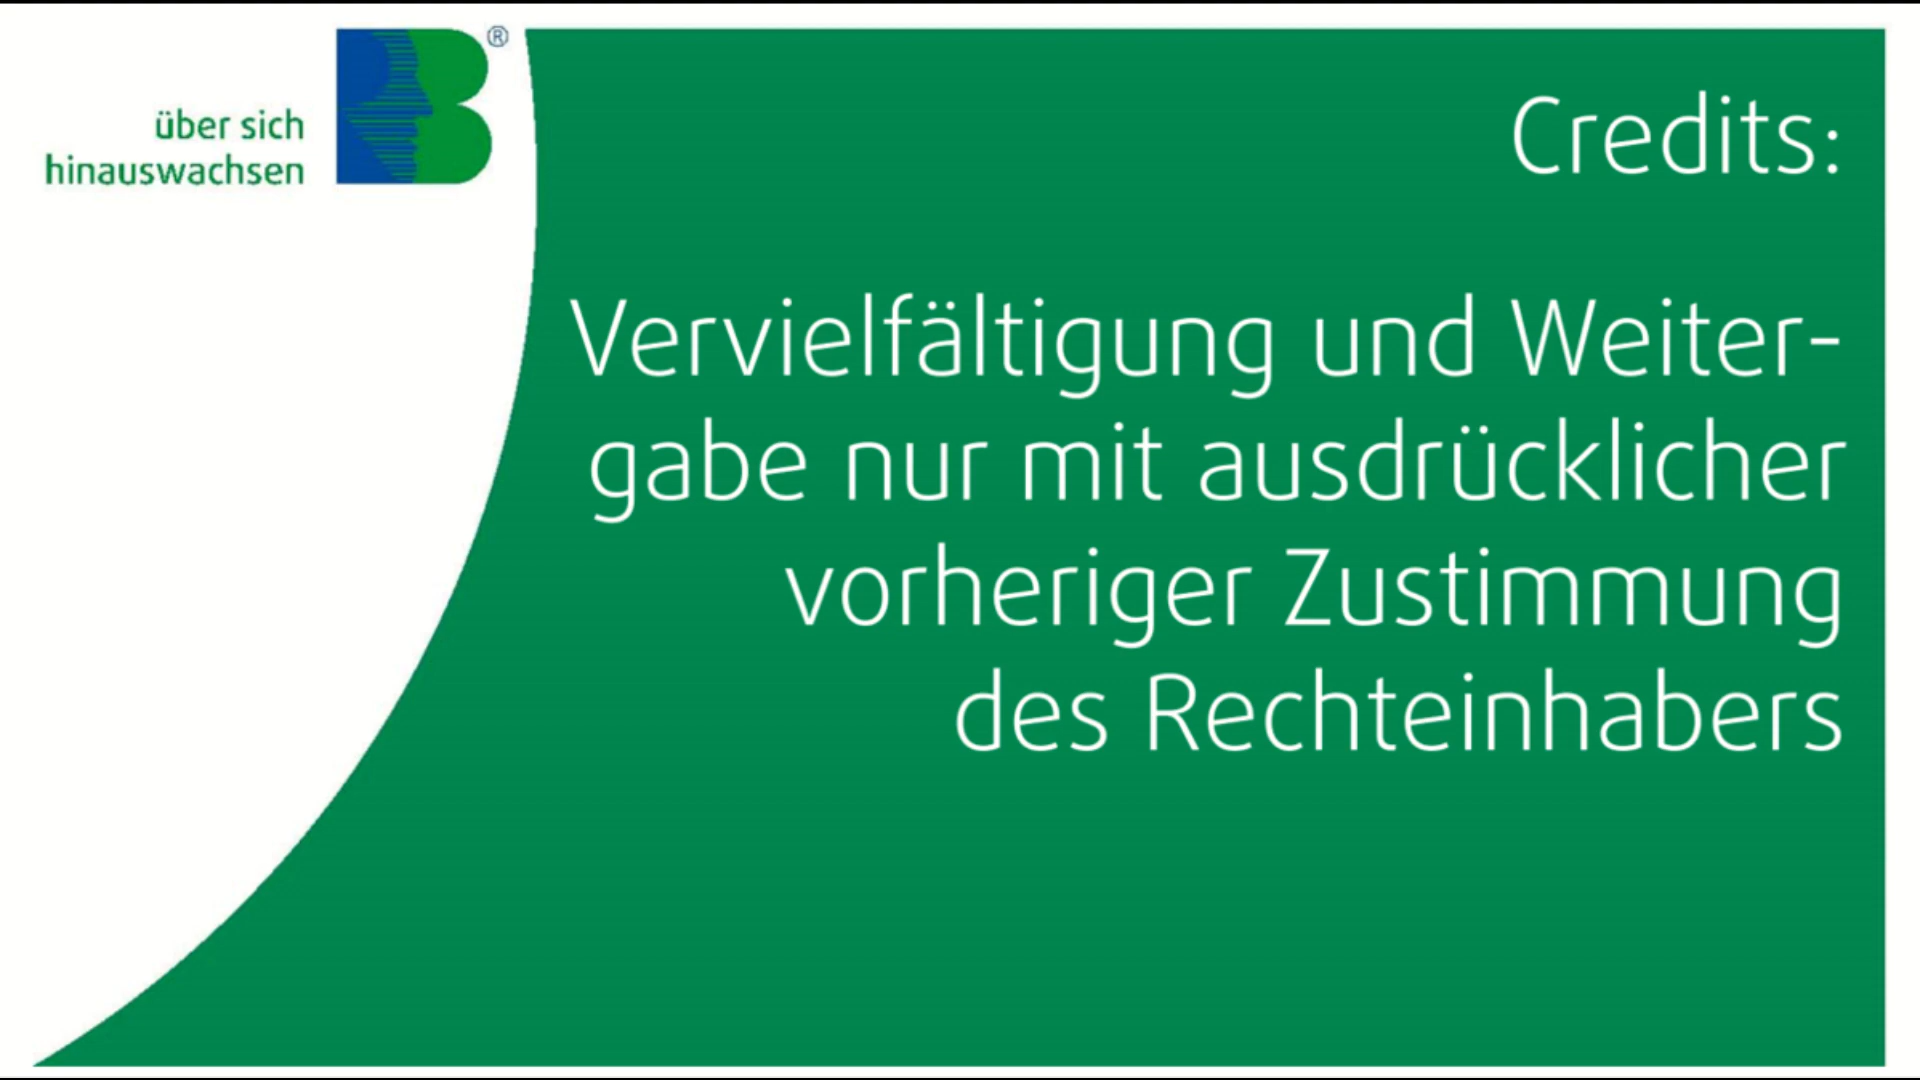 über sich
hinauswachsen
B®
Credits:
Vervielfältigung und Weiter-
gabe nur mit ausdrücklicher
vorheriger Zustimmung
des Rechteinhabers